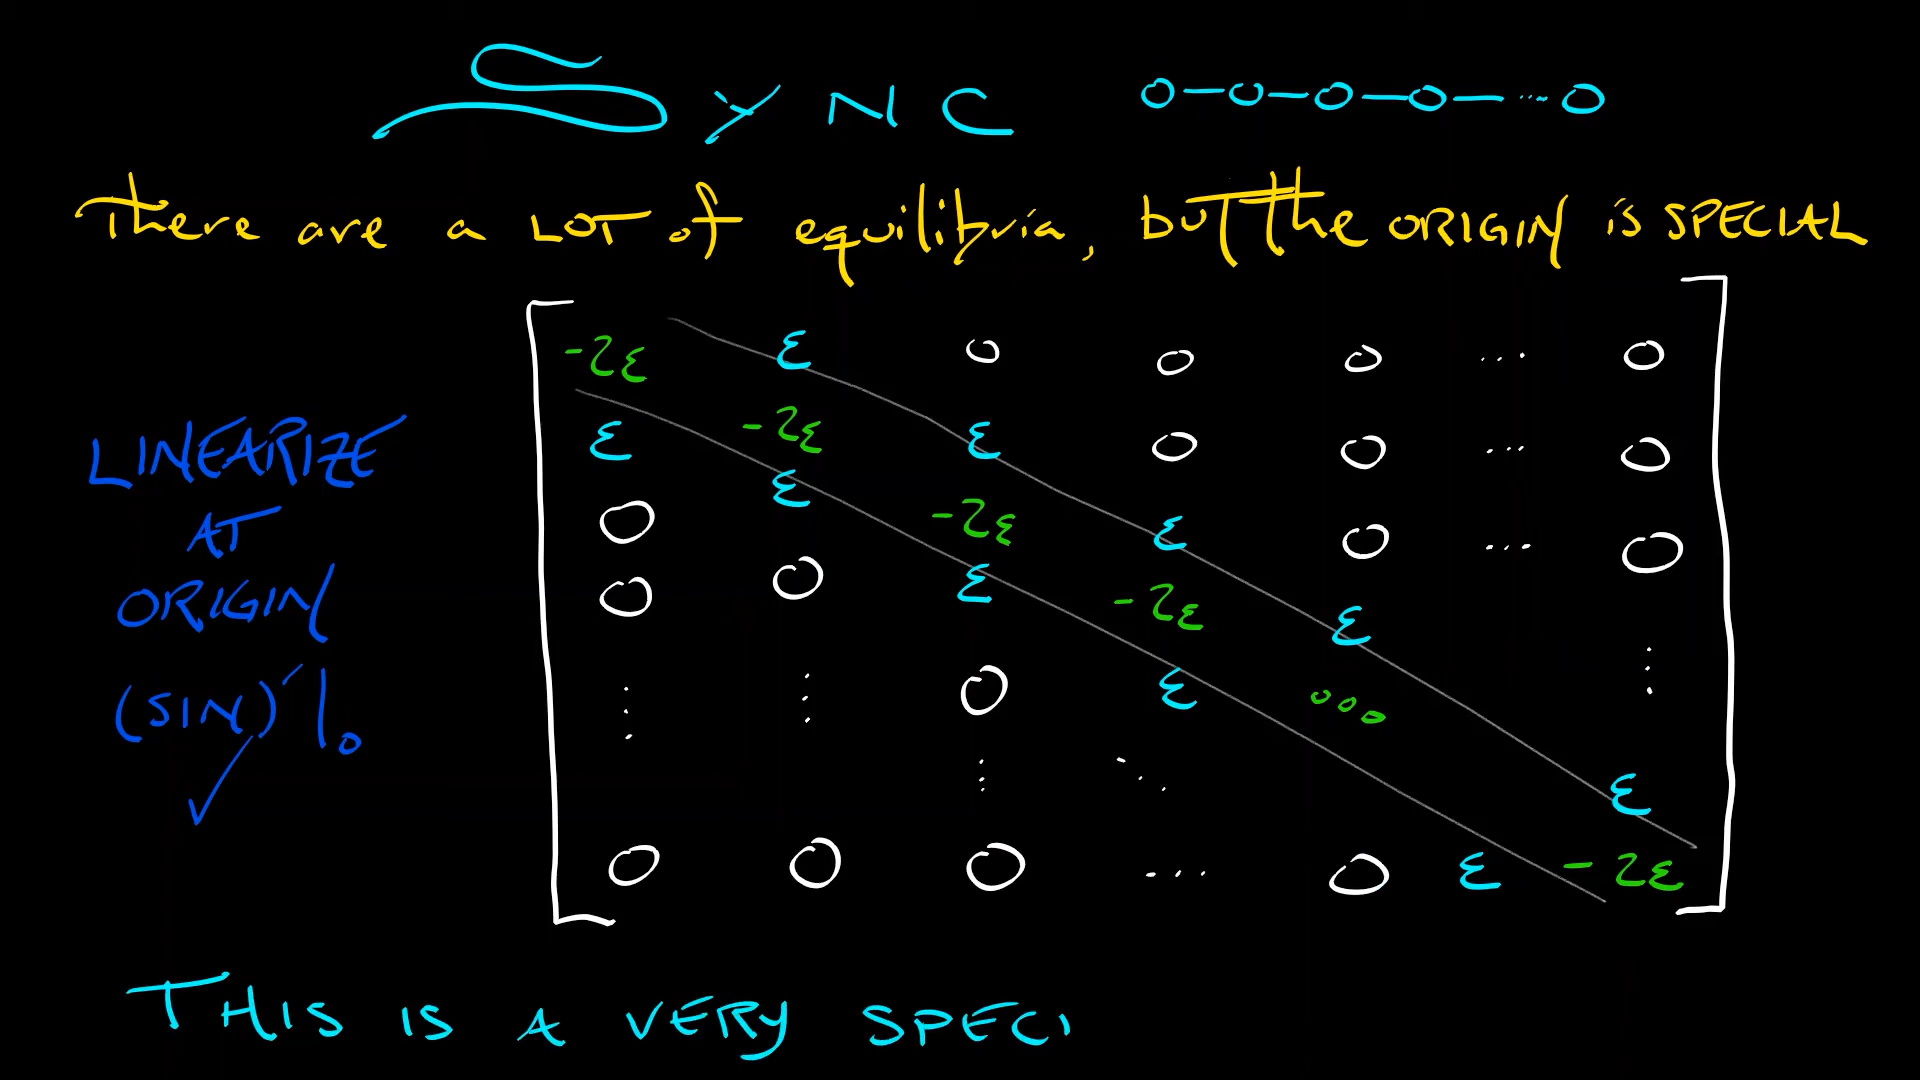 SYNC O—O—O—O—...O
There are a LOT of equilibria, but the ORIGIN is SPECIAL
-2ε ε 0 0 0 ... 0
ε -2ε ε 0 0 ... 0
0 ε -2ε ε 0 ... 0
0 0 ε -2ε ε ⋮
⋮ ⋮ 0 ε ∘∘∘
⋮ ⋱ ε
0 0 0 ... 0 ε -2ε
LINEARIZE
AT
ORIGIN
(SIN)'|₀
✓
THIS IS A VERY SPECI